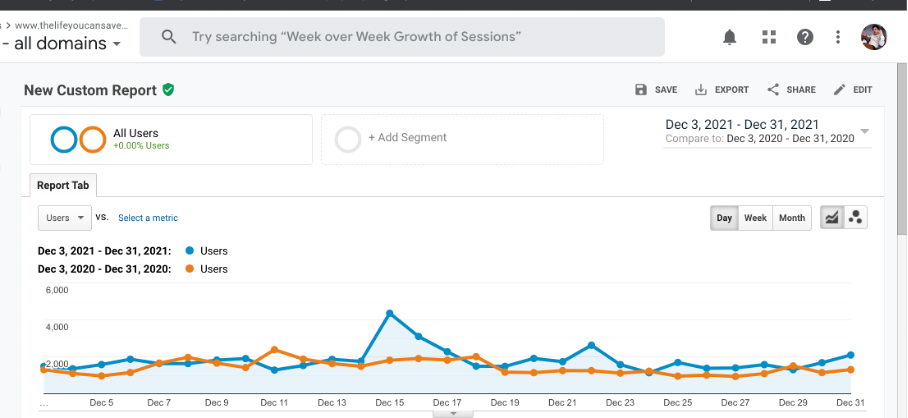 s > www.thelifeyoucansave...
- all domains
Try searching “Week over Week Growth of Sessions”
New Custom Report
SAVE
EXPORT
SHARE
EDIT
All Users
+0.00% Users
+ Add Segment
Dec 3, 2021 - Dec 31, 2021
Compare to: Dec 3, 2020 - Dec 31, 2020
Report Tab
Users
vs.
Select a metric
Day
Week
Month
Dec 3, 2021 - Dec 31, 2021: Users
Dec 3, 2020 - Dec 31, 2020: Users
6,000
4,000
2,000
... Dec 5 Dec 7 Dec 9 Dec 11 Dec 13 Dec 15 Dec 17 Dec 19 Dec 21 Dec 23 Dec 25 Dec 27 Dec 29 Dec 31